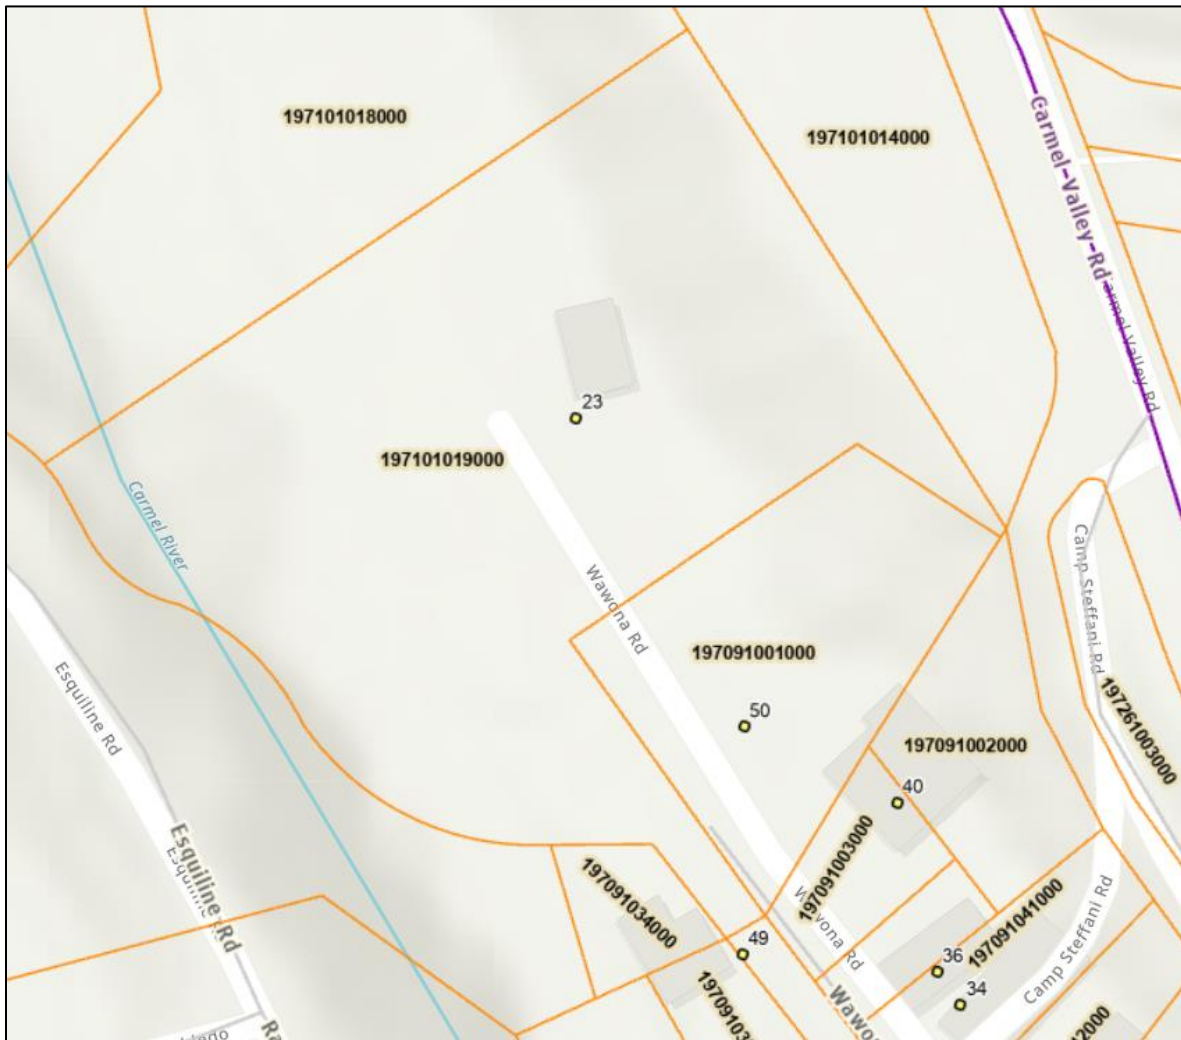 197101018000
197101014000
Carmel-Valley-Rd
Carmel Valley Rd
23
197101019000
Carmel River
Wawona Rd
Camp Steffani Rd
197091001000
50
197261003000
Esquiline Rd
197091002000
40
197091003000
Esquiline-Rd
197091034000
197091041000
Wawona Rd
49
36
34
Camp Steffani Rd